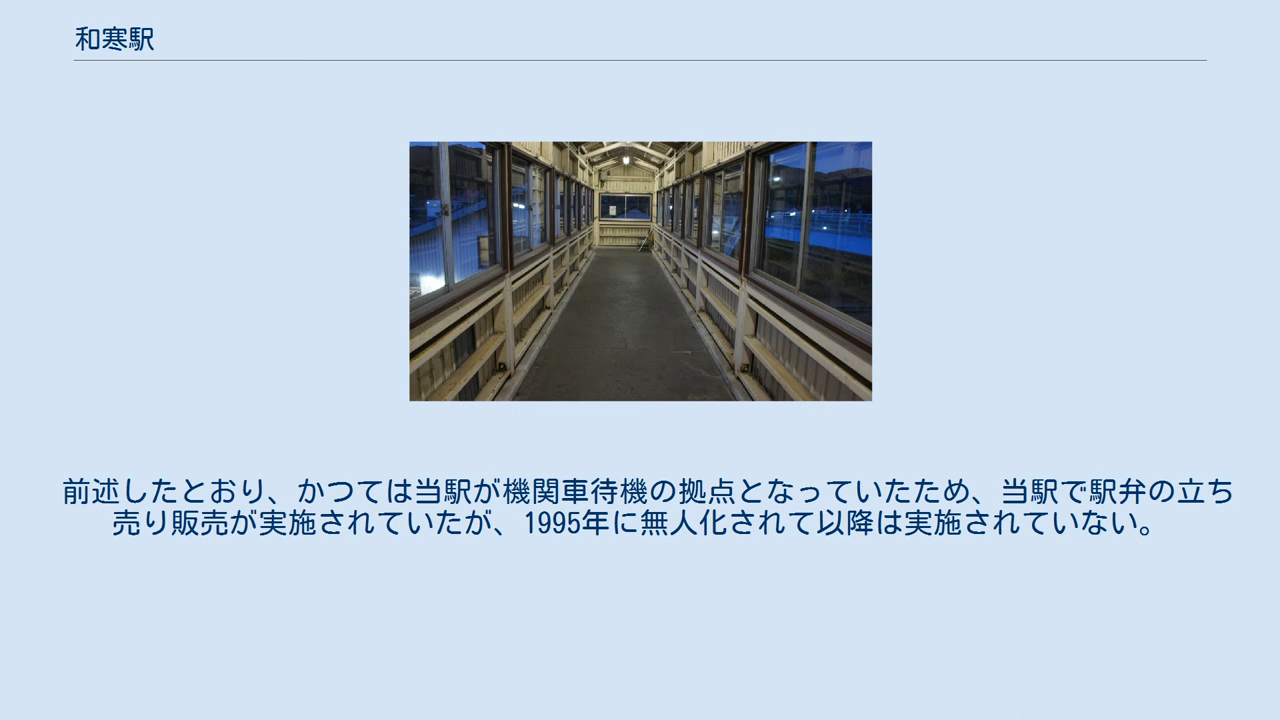 和寒駅
前述したとおり、かつては当駅が機関車待機の拠点となっていたため、当駅で駅弁の立ち
売り販売が実施されていたが、1995年に無人化されて以降は実施されていない。